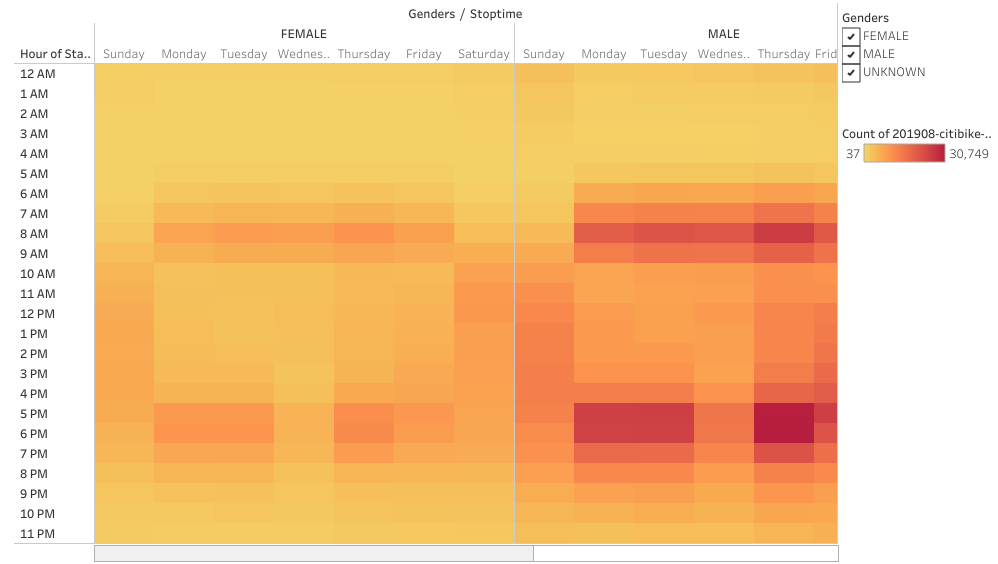 Genders / Stoptime
FEMALE MALE
Hour of Sta.. Sunday Monday Tuesday Wednes.. Thursday Friday Saturday Sunday Monday Tuesday Wednes.. Thursday Frid
12 AM
1 AM
2 AM
3 AM
4 AM
5 AM
6 AM
7 AM
8 AM
9 AM
10 AM
11 AM
12 PM
1 PM
2 PM
3 PM
4 PM
5 PM
6 PM
7 PM
8 PM
9 PM
10 PM
11 PM
Genders
FEMALE
MALE
UNKNOWN
Count of 201908-citibike-..
37 30,749